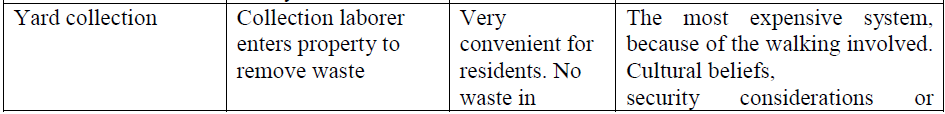 Yard collection
Collection laborer
enters property to
remove waste
Very
convenient for
residents. No
waste in
The most expensive system,
because of the walking involved.
Cultural beliefs,
security considerations or